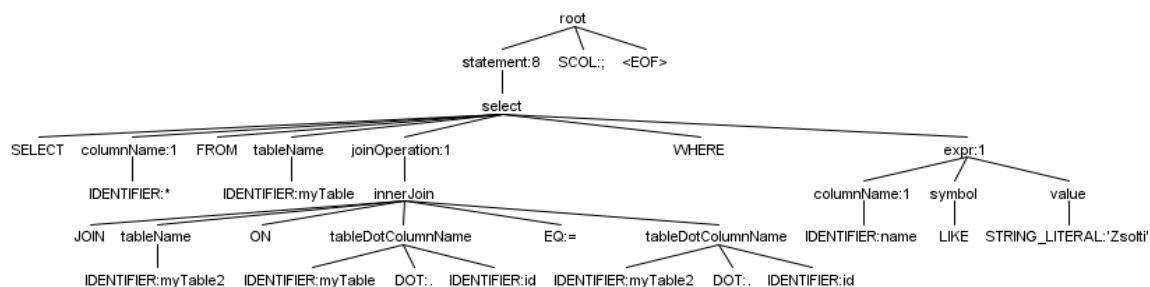 root
statement:8 SCOL:; <EOF>
select
SELECT columnName:1 FROM tableName joinOperation:1 WHERE expr:1
IDENTIFIER:* IDENTIFIER:myTable innerJoin columnName:1 symbol value
JOIN tableName ON tableDotColumnName EQ:= tableDotColumnName IDENTIFIER:name LIKE STRING_LITERAL:'Zsolti'
IDENTIFIER:myTable2 IDENTIFIER:myTable DOT:. IDENTIFIER:id IDENTIFIER:myTable2 DOT:. IDENTIFIER:id